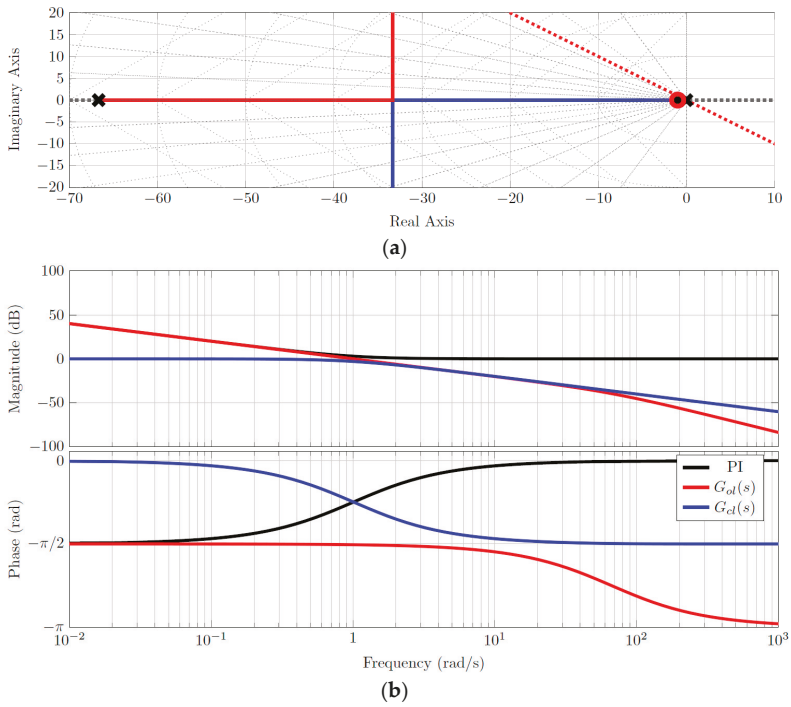 Imaginary Axis
20
15
10
5
0
−5
−10
−15
−20
−70
−60
−50
−40
−30
−20
−10
0
10
Real Axis
(a)
Magnitude (dB)
100
50
0
−50
−100
Phase (rad)
0
−π/2
−π
PI
G_ol(s)
G_cl(s)
10^−2
10^−1
1
10^1
10^2
10^3
Frequency (rad/s)
(b)